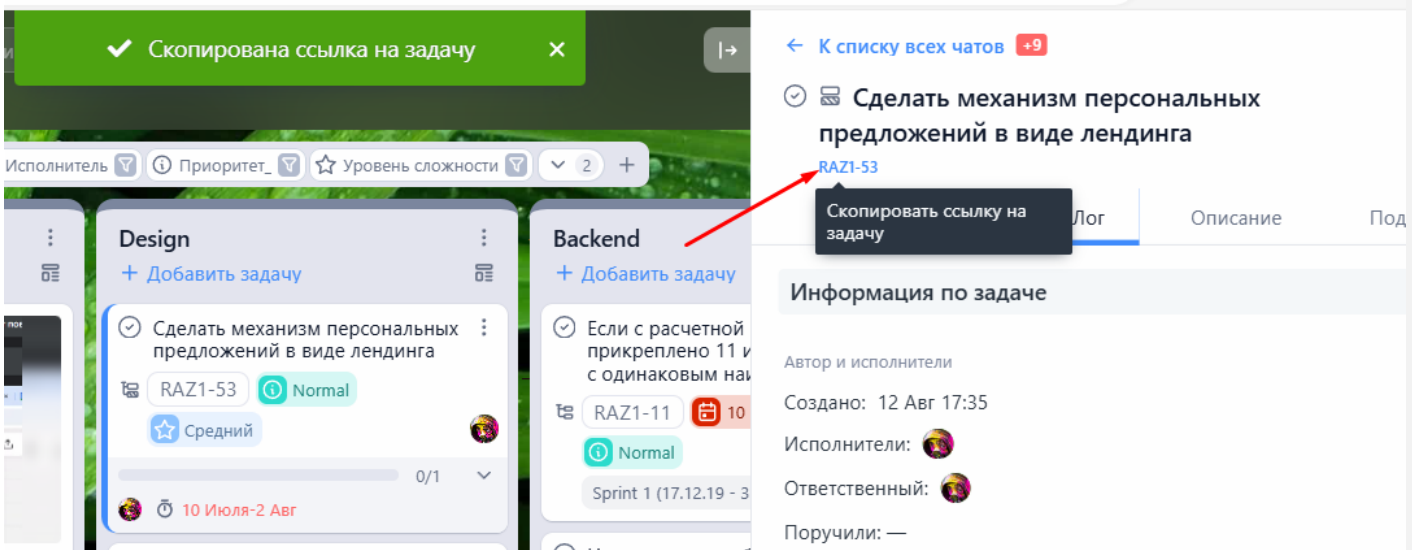 Скопирована ссылка на задачу
К списку всех чатов +9
Сделать механизм персональных
предложений в виде лендинга
RAZ1-53
Скопировать ссылку на
задачу
Лог
Описание
Под
Исполнитель
Приоритет_
Уровень сложности
2
Design
+ Добавить задачу
Сделать механизм персональных
предложений в виде лендинга
RAZ1-53
Normal
Средний
0/1
10 Июля-2 Авг
Backend
+ Добавить задачу
Если с расчетной
прикреплено 11 и
с одинаковым наи
RAZ1-11
10
Normal
Sprint 1 (17.12.19 - 3
Информация по задаче
Автор и исполнители
Создано: 12 Авг 17:35
Исполнители:
Ответственный:
Поручили: —